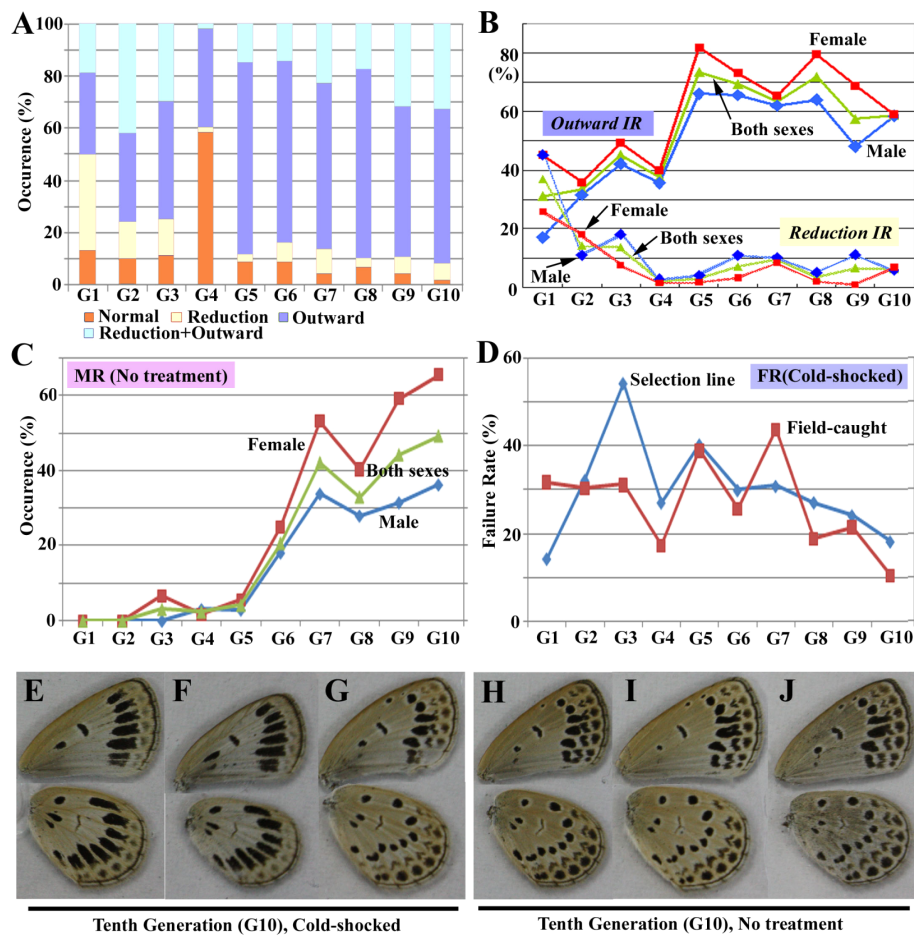 A
Occurence (%)
100
80
60
40
20
0
G1 G2 G3 G4 G5 G6 G7 G8 G9 G10
Normal Reduction Outward
Reduction+Outward
B
80
(%)
60
40
20
0
Female
Outward IR
Both sexes
Male
Female
Both sexes
Reduction IR
Male
G1 G2 G3 G4 G5 G6 G7 G8 G9 G10
C
MR (No treatment)
Occurence (%)
60
40
20
0
Female
Both sexes
Male
G1 G2 G3 G4 G5 G6 G7 G8 G9 G10
D
60
Selection line
FR(Cold-shocked)
Field-caught
Failure Rate (%)
40
20
0
G1 G2 G3 G4 G5 G6 G7 G8 G9 G10
E F G H I J
Tenth Generation (G10), Cold-shocked
Tenth Generation (G10), No treatment